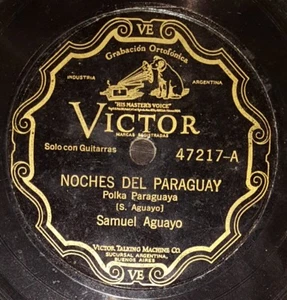 VE
Grabación Ortofónica
INDUSTRIA ARGENTINA
"HIS MASTER'S VOICE"
VICTOR
MARCAS REGISTRADAS
Solo con Guitarras 47217-A
NOCHES DEL PARAGUAY
Polka Paraguaya
(S. Aguayo)
Samuel Aguayo
VICTOR TALKING MACHINE CO.
SUCURSAL ARGENTINA,
BUENOS AIRES
VE